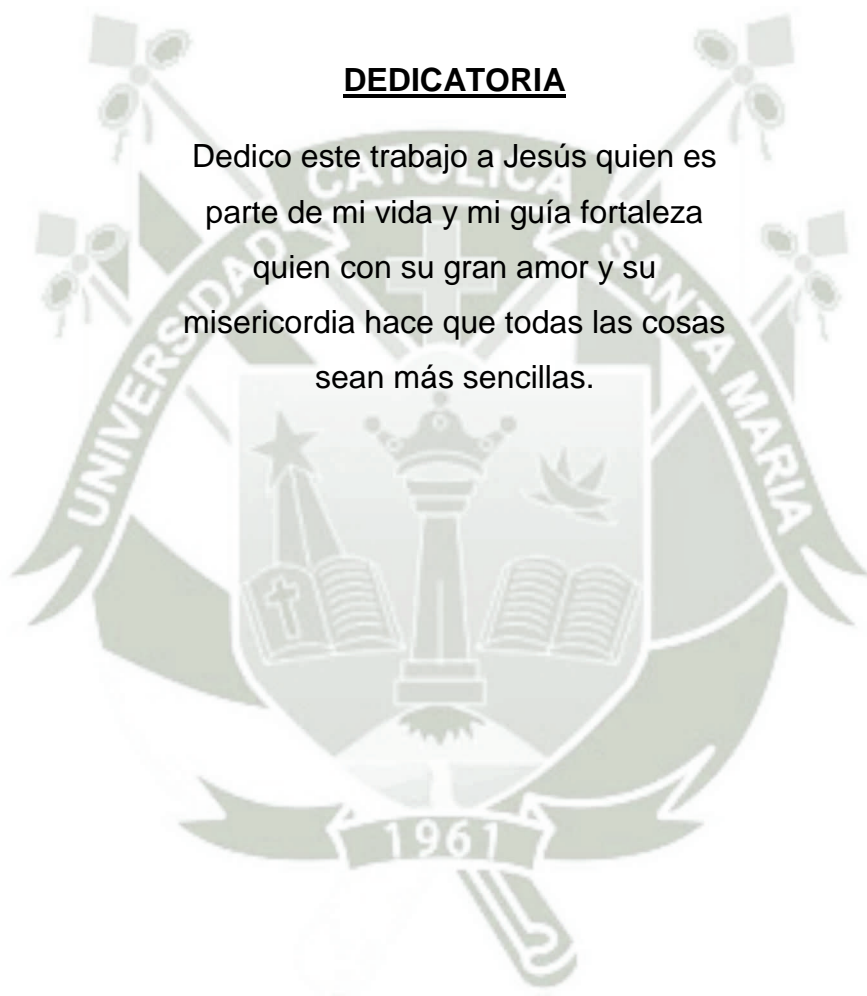 DEDICATORIA
Dedico este trabajo a Jesús quien es
parte de mi vida y mi guía fortaleza
quien con su gran amor y su
misericordia hace que todas las cosas
sean más sencillas.
UNIVERSIDAD CATOLICA SANTA MARIA
1961